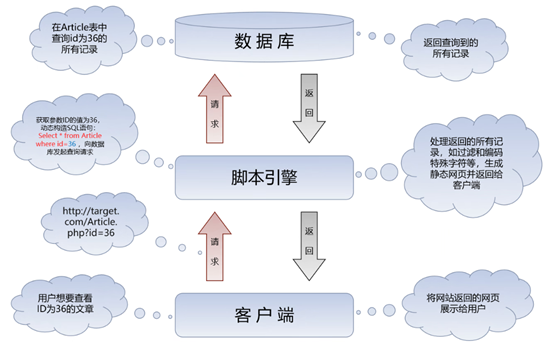 在Article表中
查询id为36的
所有记录
数据库
返回查询到的
所有记录
请求
返回
获取参数ID的值为36,
动态构造SQL语句:
Select * from Article
where id=36 ，向数据
库发起查询请求
脚本引擎
处理返回的所有记
录，如过滤和编码
特殊字符等，生成
静态网页并返回给
客户端
http://target.
com/Article.
php?id=36
请求
返回
用户想要查看
ID为36的文章
客户端
将网站返回的网页
展示给用户